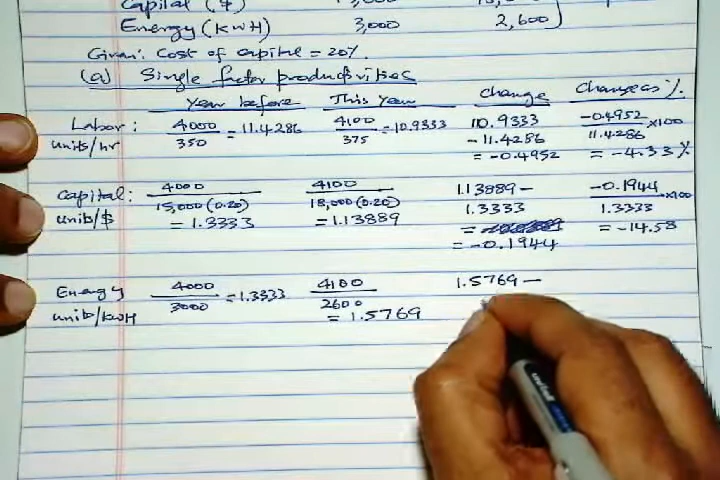 Capital ($)
Energy (KWH) 3,000 2,600
Given: Cost of capital = 20%.
(a) Single factor productivities
Year before This Year change Change as %
Labor: 4000/350 = 11.4286 4100/375 = 10.9333 10.9333 -0.4952/11.4286 x100
units/hr - 11.4286
= -0.4952 = -4.33%
Capital: 4000/15,000(0.20) 4100/18,000(0.20) 1.13889 - -0.1944/1.3333 x100
unit/$ = 1.3333 = 1.13889 1.3333 = -14.58
= -0.1944
Energy 4000/3000 = 1.3333 4100/2600 1.5769 -
units/KWH = 1.5769